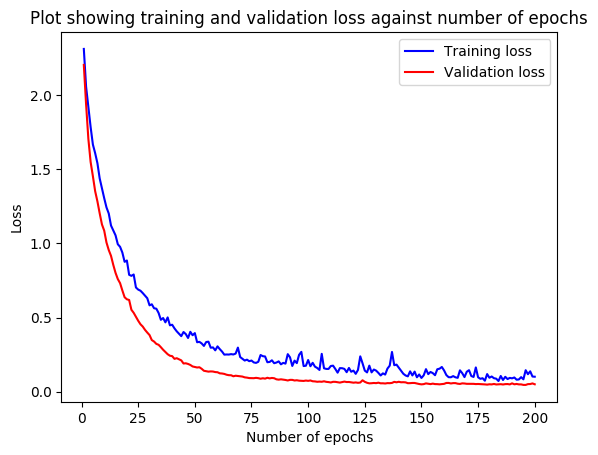 Plot showing training and validation loss against number of epochs
Training loss
Validation loss
2.0
1.5
1.0
0.5
0.0
Loss
0 25 50 75 100 125 150 175 200
Number of epochs